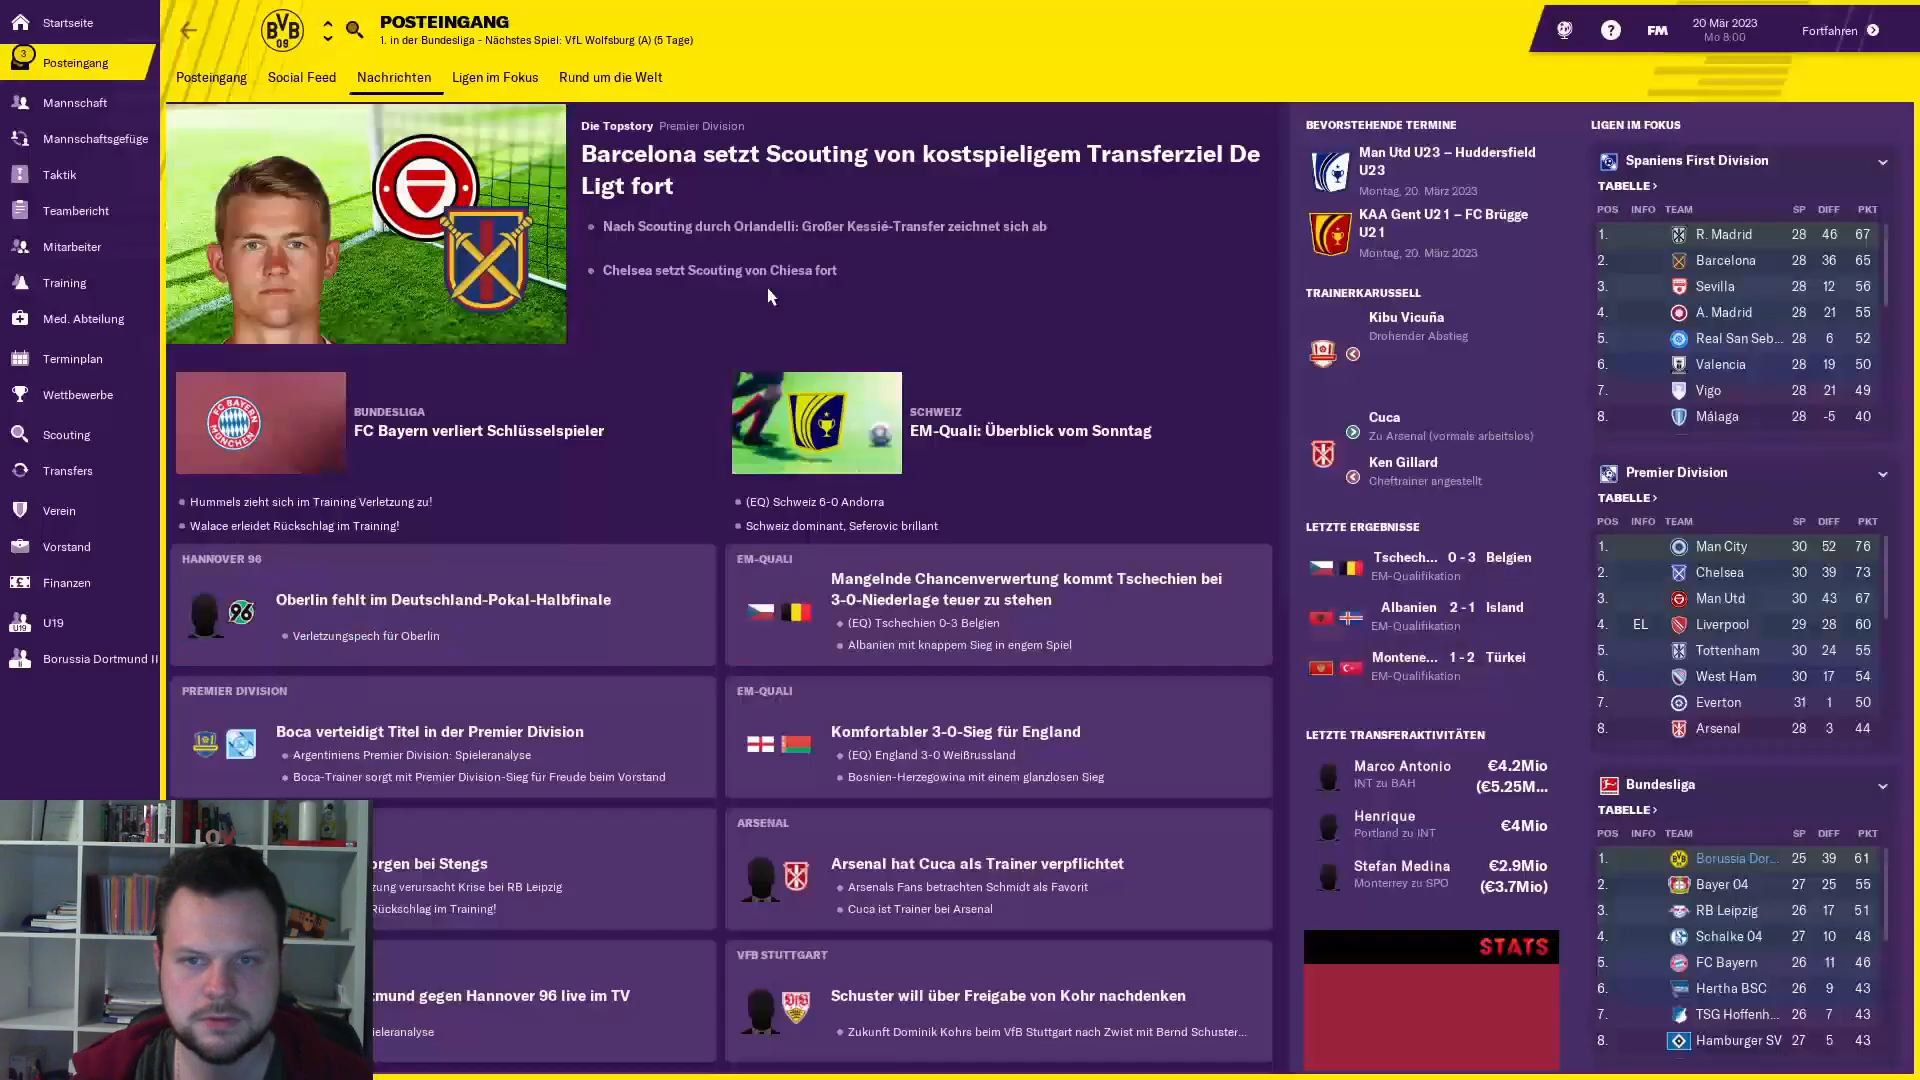 Startseite
3
Posteingang
Mannschaft
Mannschaftsgefüge
Taktik
Teambericht
Mitarbeiter
Training
Med. Abteilung
Terminplan
Wettbewerbe
Scouting
Transfers
Verein
Vorstand
Finanzen
U19
U19
II
Borussia Dortmund II
BVB 09
POSTEINGANG
1. in der Bundesliga - Nächstes Spiel: VfL Wolfsburg (A) (5 Tage)
? FM
20 Mär 2023
Mo 8:00
Fortfahren
Posteingang Social Feed Nachrichten Ligen im Fokus Rund um die Welt
Die Topstory Premier Division
Barcelona setzt Scouting von kostspieligem Transferziel De
Ligt fort
Nach Scouting durch Orlandelli: Großer Kessié-Transfer zeichnet sich ab
Chelsea setzt Scouting von Chiesa fort
FC BAYERN MÜNCHEN
BUNDESLIGA
FC Bayern verliert Schlüsselspieler
Hummels zieht sich im Training Verletzung zu!
Walace erleidet Rückschlag im Training!
SCHWEIZ
EM-Quali: Überblick vom Sonntag
(EQ) Schweiz 6-0 Andorra
Schweiz dominant, Seferovic brillant
HANNOVER 96
96
Oberlin fehlt im Deutschland-Pokal-Halbfinale
Verletzungspech für Oberlin
EM-QUALI
Mangelnde Chancenverwertung kommt Tschechien bei
3-0-Niederlage teuer zu stehen
(EQ) Tschechien 0-3 Belgien
Albanien mit knappem Sieg in engem Spiel
PREMIER DIVISION
Boca verteidigt Titel in der Premier Division
Argentiniens Premier Division: Spieleranalyse
Boca-Trainer sorgt mit Premier Division-Sieg für Freude beim Vorstand
EM-QUALI
Komfortabler 3-0-Sieg für England
(EQ) England 3-0 Weißrussland
Bosnien-Herzegowina mit einem glanzlosen Sieg
orgen bei Stengs
zung verursacht Krise bei RB Leipzig
Rückschlag im Training!
ARSENAL
Arsenal hat Cuca als Trainer verpflichtet
Arsenals Fans betrachten Schmidt als Favorit
Cuca ist Trainer bei Arsenal
tmund gegen Hannover 96 live im TV
ieleranalyse
VFB STUTTGART
Schuster will über Freigabe von Kohr nachdenken
Zukunft Dominik Kohrs beim VfB Stuttgart nach Zwist mit Bernd Schuster...
BEVORSTEHENDE TERMINE
Man Utd U23 – Huddersfield
U23
Montag, 20. März 2023
KAA Gent U21 – FC Brügge
U21
Montag, 20. März 2023
TRAINERKARUSSELL
Kibu Vicuña
Drohender Abstieg
Cuca
Zu Arsenal (vormals arbeitslos)
Ken Gillard
Cheftrainer angestellt
LETZTE ERGEBNISSE
Tschech... 0 - 3 Belgien
EM-Qualifikation
Albanien 2 - 1 Island
EM-Qualifikation
Montene... 1 - 2 Türkei
EM-Qualifikation
LETZTE TRANSFERAKTIVITÄTEN
Marco Antonio €4.2Mio
INT zu BAH (€5.25M...
Henrique €4Mio
Portland zu INT
Stefan Medina €2.9Mio
Monterrey zu SPO (€3.7Mio)
STATS
LIGEN IM FOKUS
Spaniens First Division
TABELLE ›
POS INFO TEAM SP DIFF PKT
1. R. Madrid 28 46 67
2. Barcelona 28 36 65
3. Sevilla 28 12 56
4. A. Madrid 28 21 55
5. Real San Seb... 28 6 52
6. Valencia 28 19 50
7. Vigo 28 21 49
8. Málaga 28 -5 40
Premier Division
TABELLE ›
POS INFO TEAM SP DIFF PKT
1. Man City 30 52 76
2. Chelsea 30 39 73
3. Man Utd 30 43 67
4. EL Liverpool 29 28 60
5. Tottenham 30 24 55
6. West Ham 30 17 54
7. Everton 31 1 50
8. Arsenal 28 3 44
Bundesliga
TABELLE ›
POS INFO TEAM SP DIFF PKT
1. Borussia Dor... 25 39 61
2. Bayer 04 27 25 55
3. RB Leipzig 26 17 51
4. Schalke 04 27 10 48
5. FC Bayern 26 11 46
6. Hertha BSC 26 9 43
7. TSG Hoffenh... 26 7 43
8. Hamburger SV 27 5 43